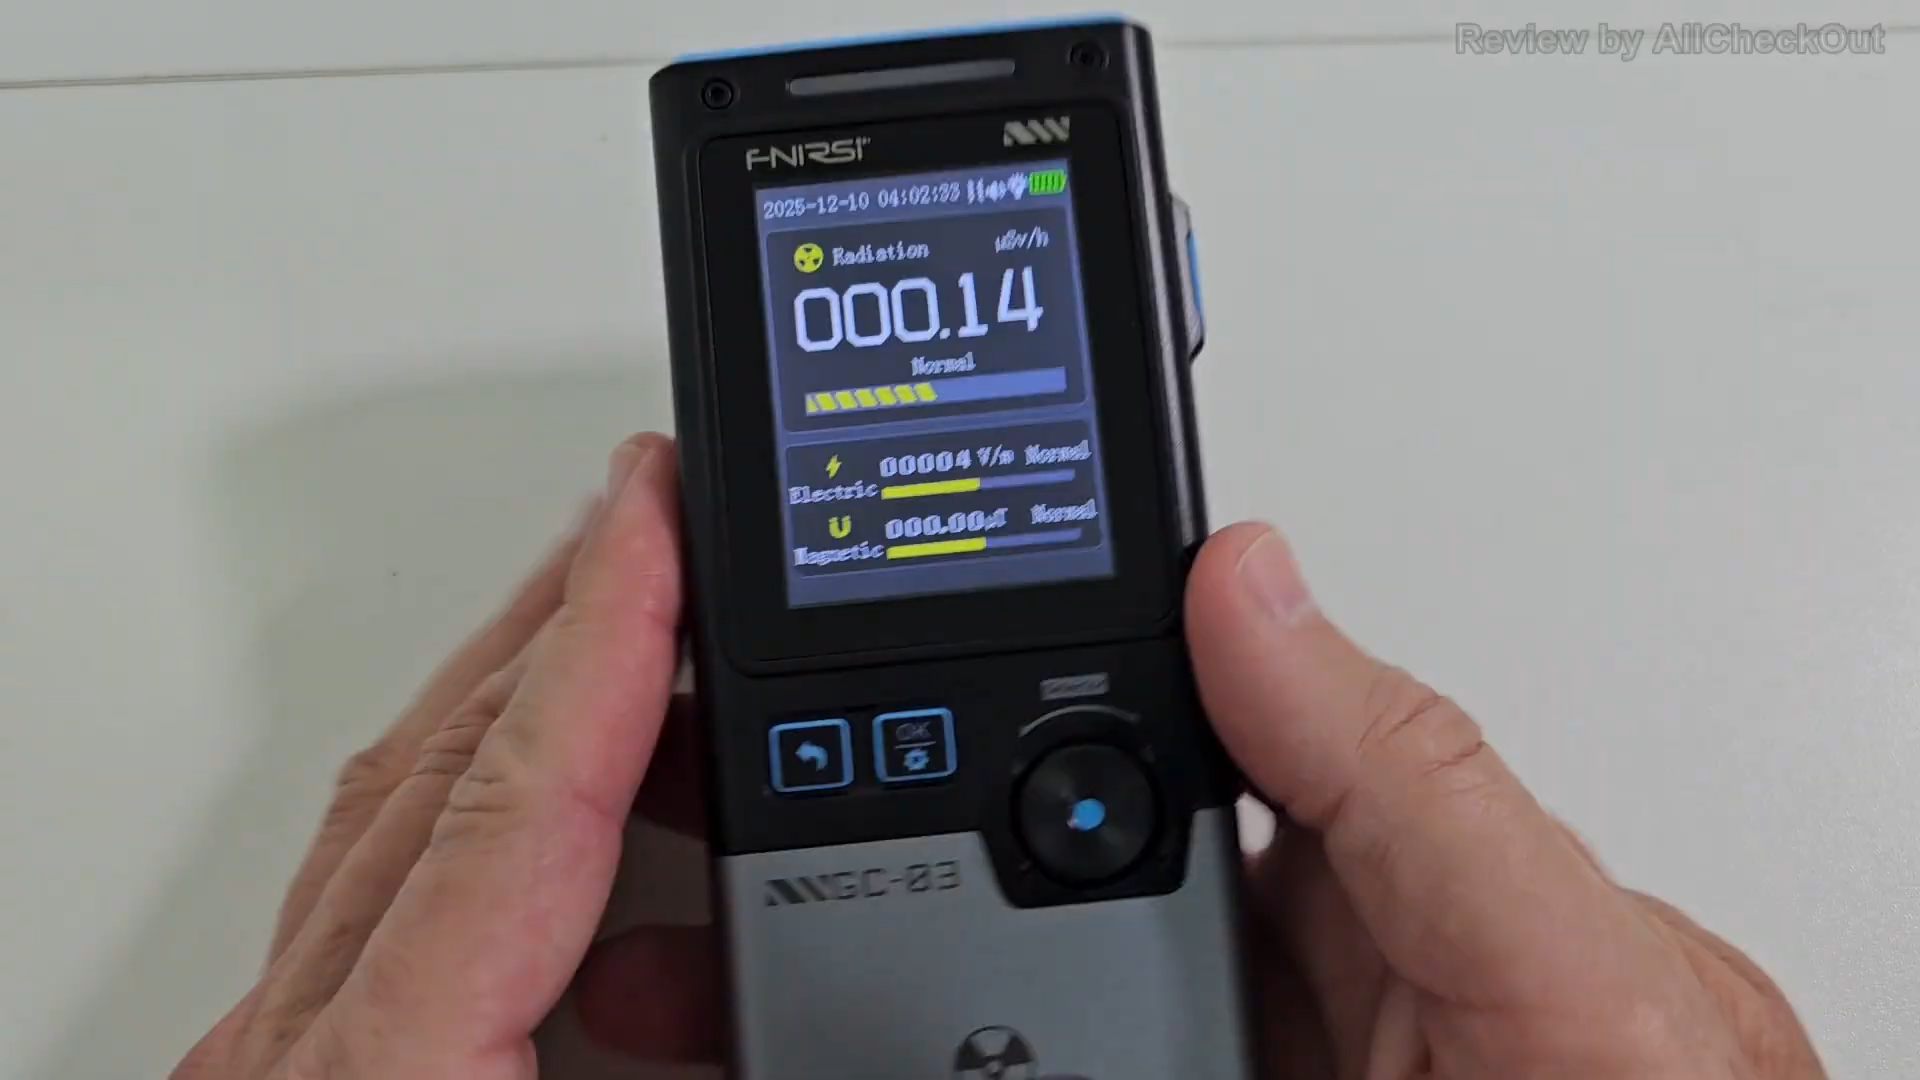 Review by AllCheckOut
FNIRSI
2025-12-10 04:02:33
Radiation μSv/h
000.14
Normal
00004 V/m Normal
Electric
000.00μT Normal
Magnetic
OK
GC-03